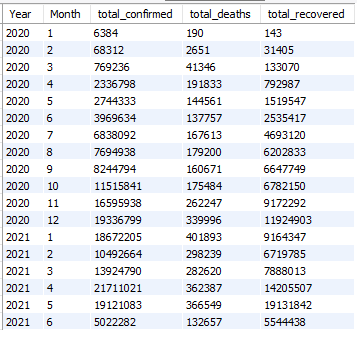 Year Month total_confirmed total_deaths total_recovered
2020 1 6384 190 143
2020 2 68312 2651 31405
2020 3 769236 41346 133070
2020 4 2336798 191833 792987
2020 5 2744333 144561 1519547
2020 6 3969634 137757 2535417
2020 7 6838092 167613 4693120
2020 8 7694938 179200 6202833
2020 9 8244794 160671 6647749
2020 10 11515841 175484 6782150
2020 11 16595938 262247 9172292
2020 12 19336799 339996 11924903
2021 1 18672205 401893 9164347
2021 2 10492664 298239 6719785
2021 3 13924790 282620 7888013
2021 4 21711021 362387 14205507
2021 5 19121083 366549 19131842
2021 6 5022282 132657 5544438